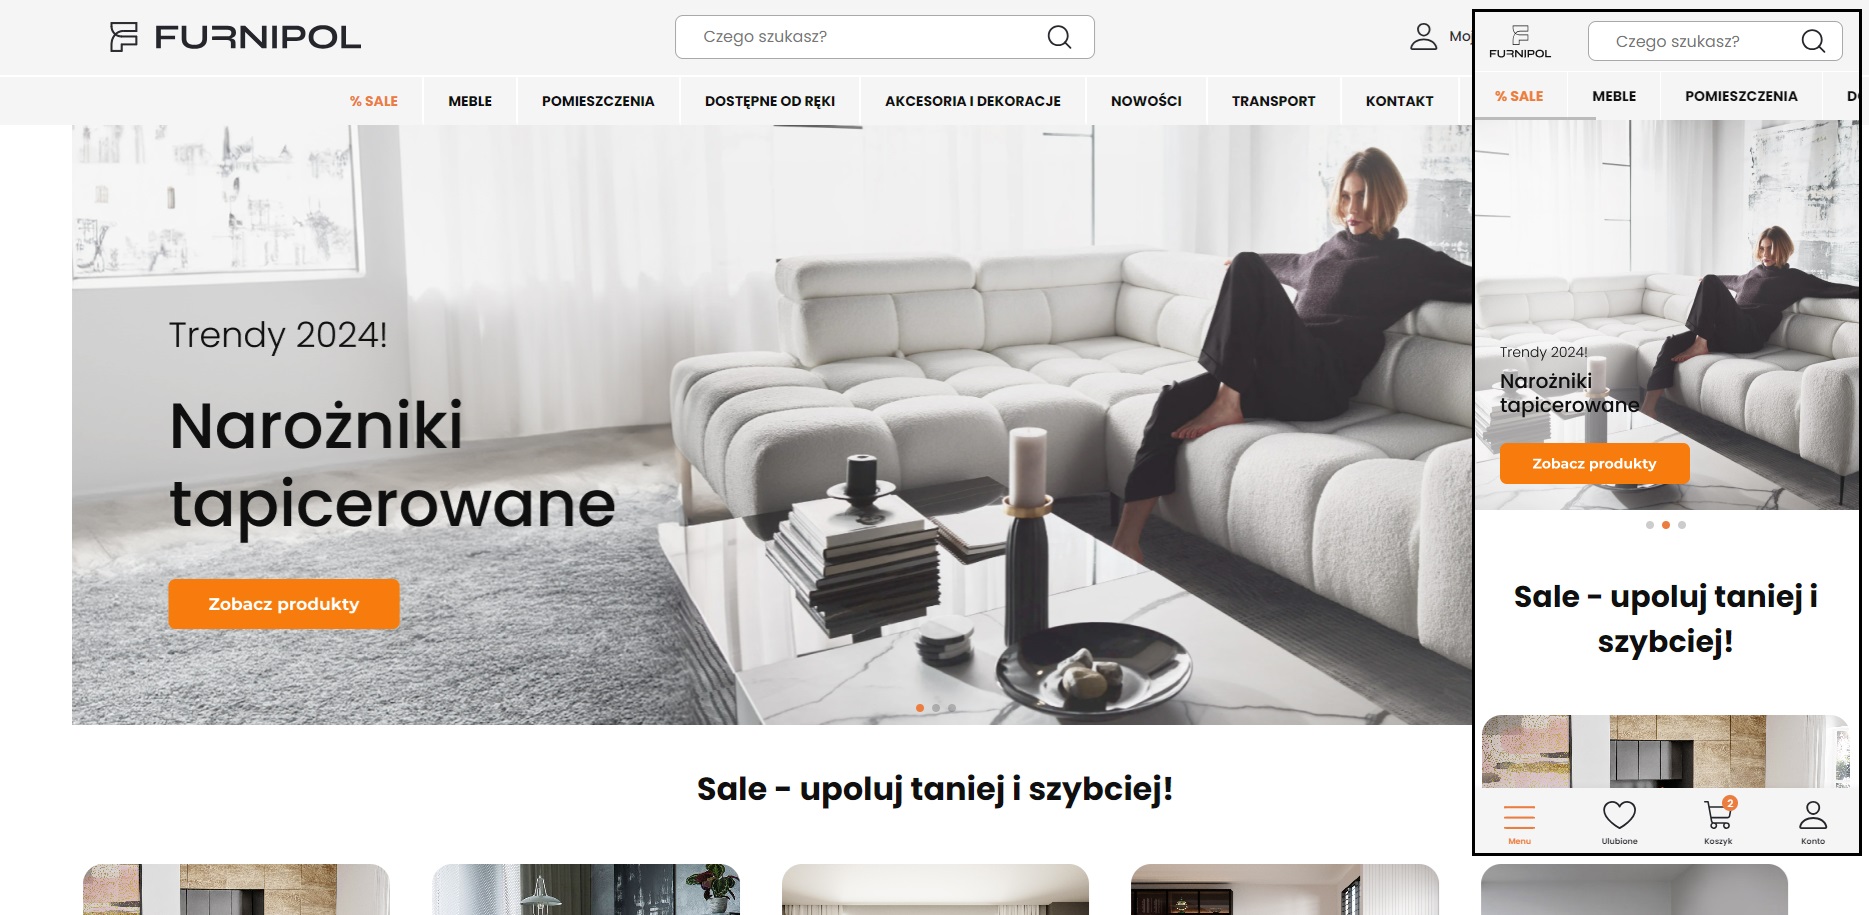 FURNIPOL
Czego szukasz?
Moj
% SALE
MEBLE
POMIESZCZENIA
DOSTĘPNE OD RĘKI
AKCESORIA I DEKORACJE
NOWOŚCI
TRANSPORT
KONTAKT
Trendy 2024!
Narożniki
tapicerowane
Zobacz produkty
Sale - upoluj taniej i szybciej!
FURNIPOL
Czego szukasz?
% SALE
MEBLE
POMIESZCZENIA
Trendy 2024!
Narożniki
tapicerowane
Zobacz produkty
Sale - upoluj taniej i
szybciej!
2
Menu
Ulubione
Koszyk
Konto